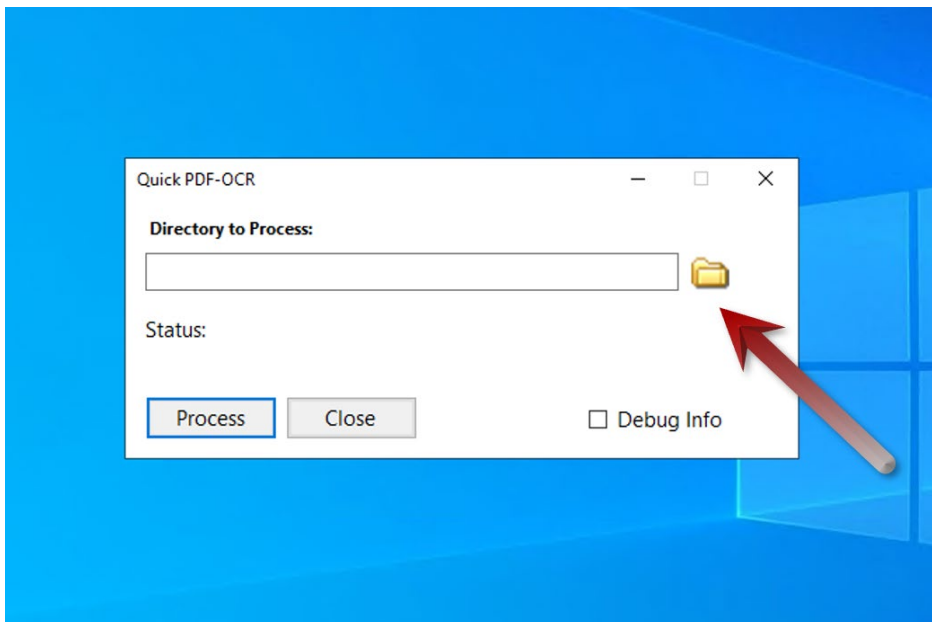 Quick PDF-OCR
Directory to Process:
Status:
Process Close Debug Info